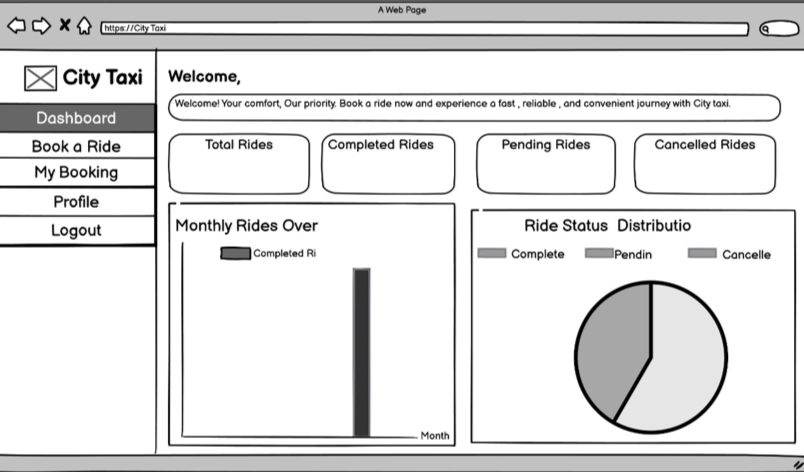 A Web Page
https://City Taxi
City Taxi
Dashboard
Book a Ride
My Booking
Profile
Logout
Welcome,
Welcome! Your comfort, Our priority. Book a ride now and experience a fast , reliable , and convenient journey with City taxi.
Total Rides
Completed Rides
Pending Rides
Cancelled Rides
Monthly Rides Over
Completed Ri
Month
Ride Status Distributio
Complete
Pendin
Cancelle